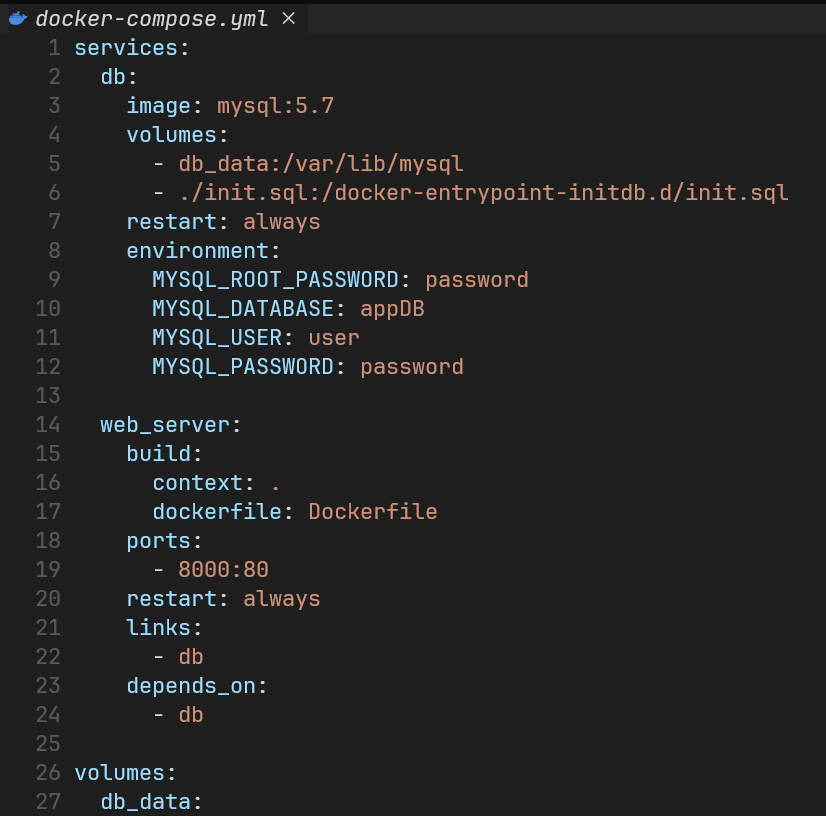 docker-compose.yml ×
1 services:
2   db:
3     image: mysql:5.7
4     volumes:
5       - db_data:/var/lib/mysql
6       - ./init.sql:/docker-entrypoint-initdb.d/init.sql
7     restart: always
8     environment:
9       MYSQL_ROOT_PASSWORD: password
10       MYSQL_DATABASE: appDB
11       MYSQL_USER: user
12       MYSQL_PASSWORD: password
13
14   web_server:
15     build:
16       context: .
17       dockerfile: Dockerfile
18     ports:
19       - 8000:80
20     restart: always
21     links:
22       - db
23     depends_on:
24       - db
25
26 volumes:
27   db_data: